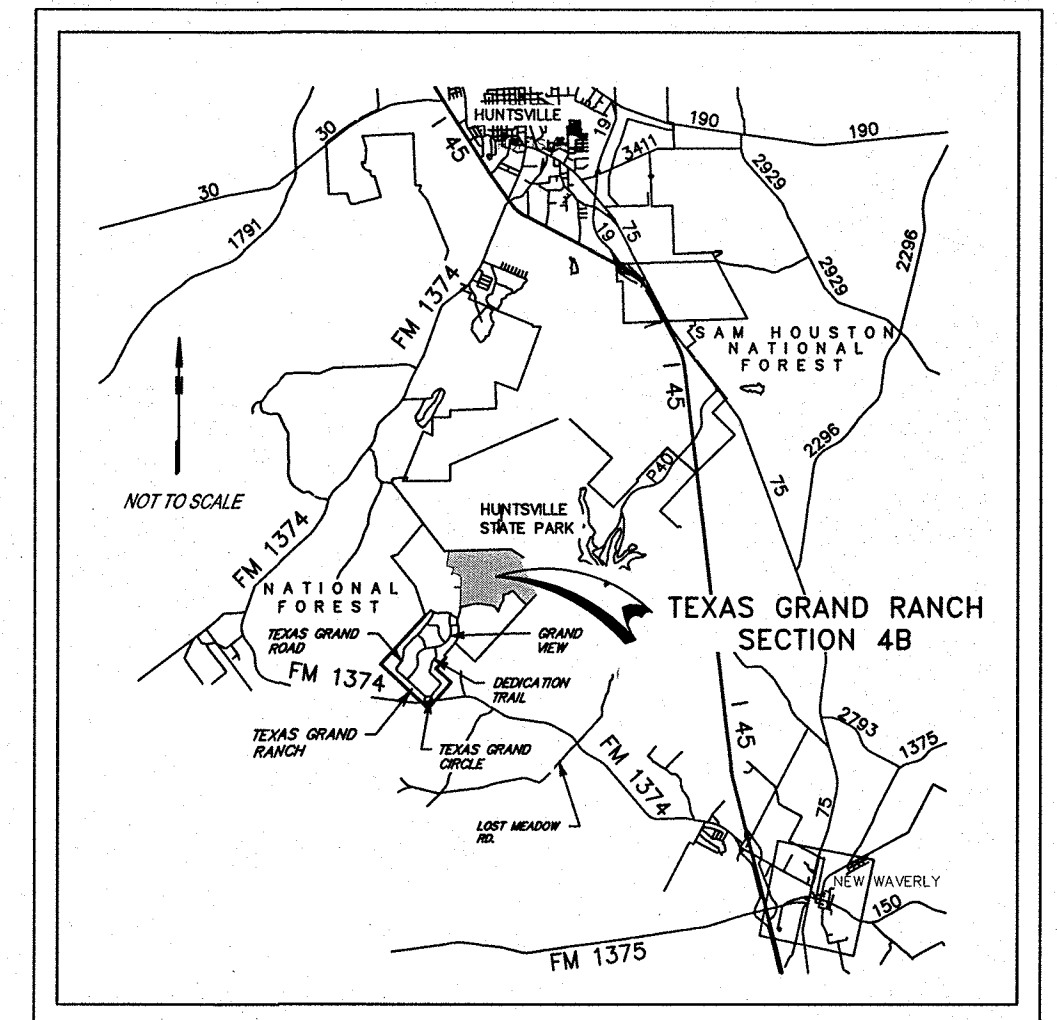 HUNTSVILLE
I 45
30
30
1791
19
190
190
3411
2929
2929
2296
2296
19
75
FM 1374
SAM HOUSTON
NATIONAL
FOREST
I 45
P40
75
NOT TO SCALE
HUNTSVILLE
STATE PARK
FM 1374
NATIONAL
FOREST
TEXAS GRAND RANCH
SECTION 4B
TEXAS GRAND
ROAD
GRAND
VIEW
FM 1374
DEDICATION
TRAIL
TEXAS GRAND
RANCH
TEXAS GRAND
CIRCLE
I 45
2793
1375
FM 1374
75
LOST MEADOW
RD.
NEW WAVERLY
150
FM 1375